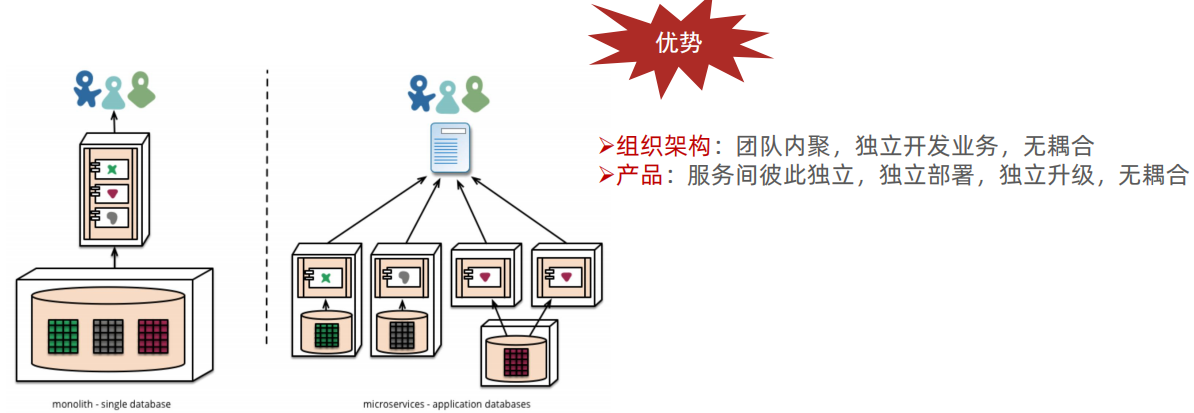 优势
➢组织架构：团队内聚，独立开发业务，无耦合
➢产品：服务间彼此独立，独立部署，独立升级，无耦合
monolith - single database
microservices - application databases